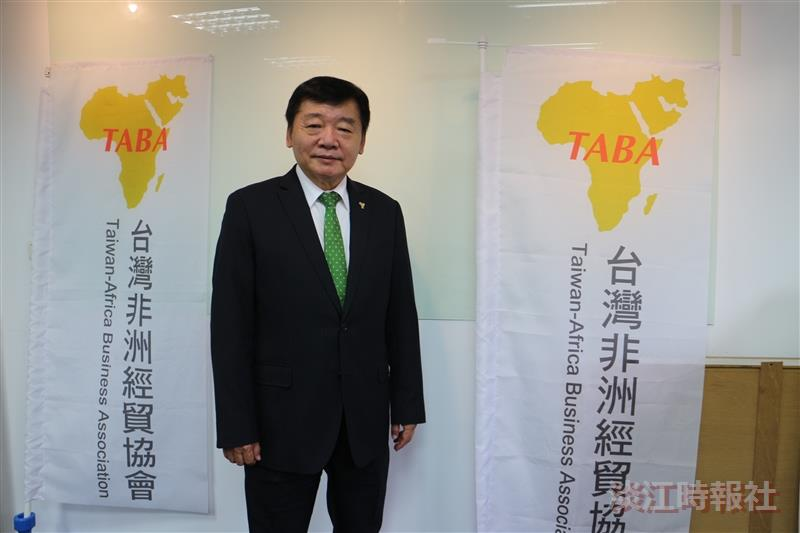 TABA
台灣非洲經貿協會
Taiwan-Africa Business Association
TABA
台灣非洲經貿協
Taiwan-Africa Business Associa
淡江時報社